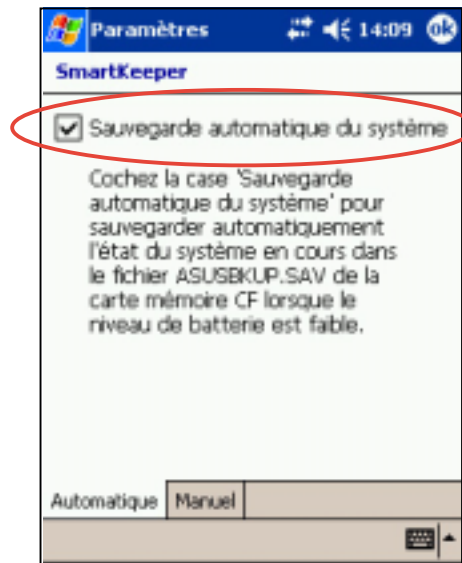 Paramètres 14:09 ok
SmartKeeper
Sauvegarde automatique du système
Cochez la case 'Sauvegarde
automatique du système' pour
sauvegarder automatiquement
l'état du système en cours dans
le fichier ASUSBKUP.SAV de la
carte mémoire CF lorsque le
niveau de batterie est faible.
Automatique Manuel